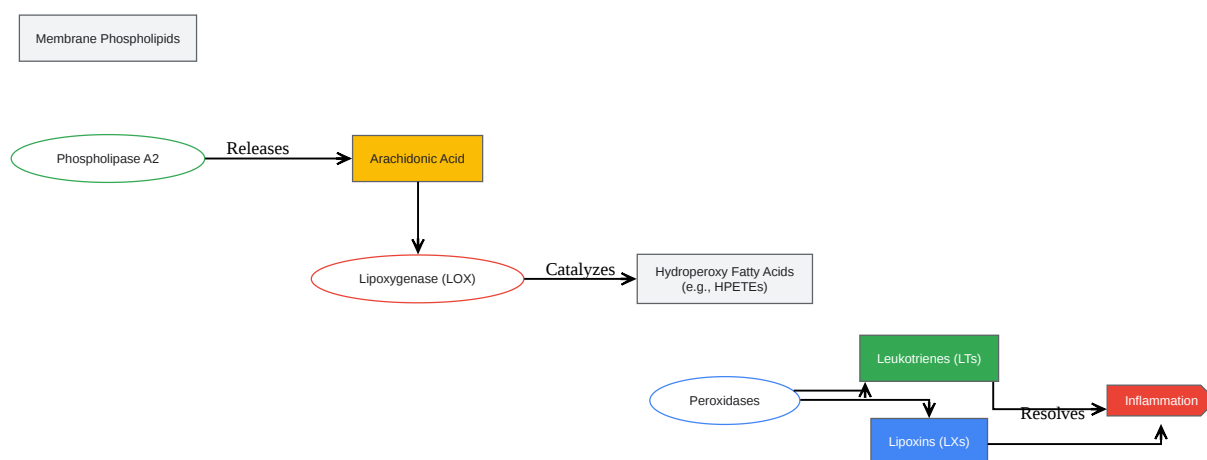 Membrane Phospholipids
Phospholipase A2
Releases
Arachidonic Acid
Lipoxygenase (LOX)
Catalyzes
Hydroperoxy Fatty Acids
(e.g., HPETEs)
Leukotrienes (LTs)
Peroxidases
Inflammation
Resolves
Lipoxins (LXs)